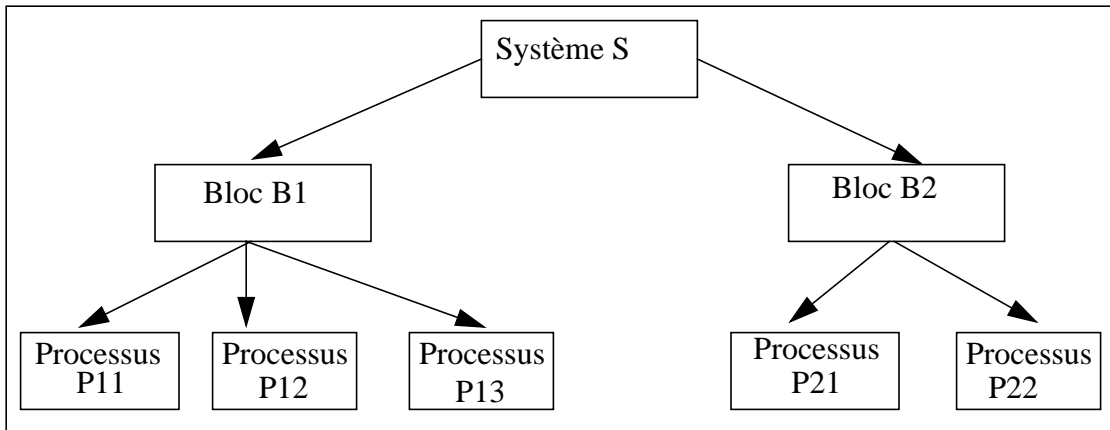 Système S
Bloc B1
Bloc B2
Processus
P11
Processus
P12
Processus
P13
Processus
P21
Processus
P22